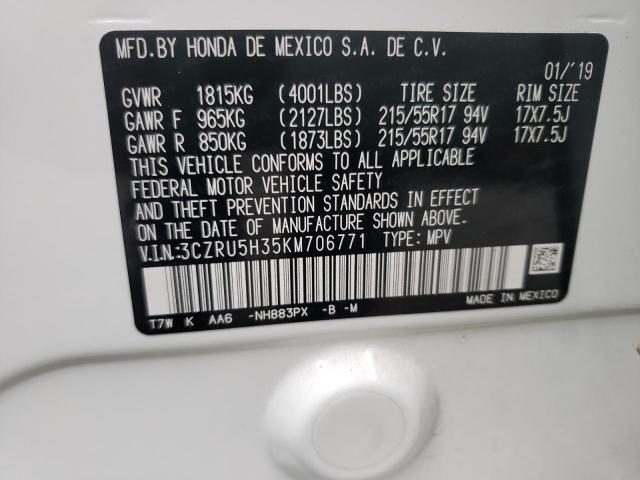 MFD.BY HONDA DE MEXICO S.A. DE C.V.
01/'19
GVWR 1815KG (4001LBS) TIRE SIZE RIM SIZE
GAWR F 965KG (2127LBS) 215/55R17 94V 17X7.5J
GAWR R 850KG (1873LBS) 215/55R17 94V 17X7.5J
THIS VEHICLE CONFORMS TO ALL APPLICABLE
FEDERAL MOTOR VEHICLE SAFETY
AND THEFT PREVENTION STANDARDS IN EFFECT
ON THE DATE OF MANUFACTURE SHOWN ABOVE.
V.I.N:3CZRU5H35KM706771 TYPE: MPV
T7W K AA6 -NH883PX -B -M
MADE IN MEXICO